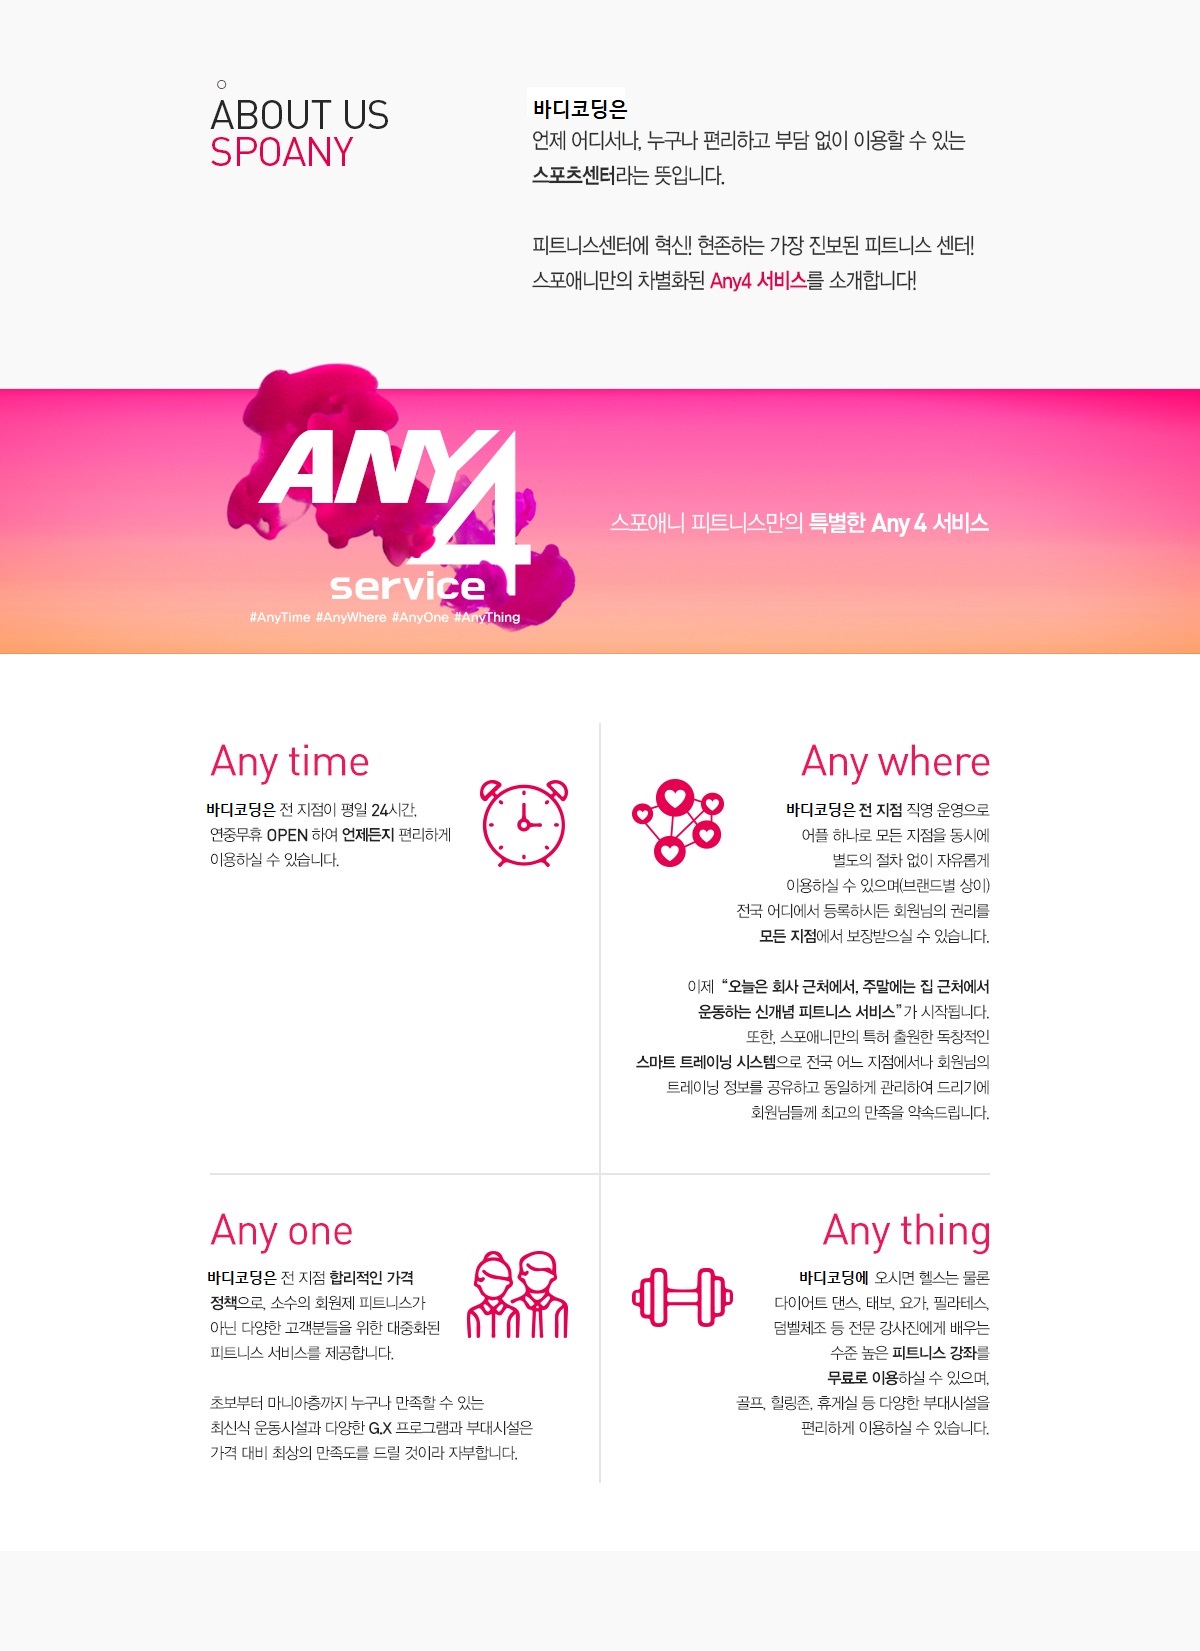 ABOUT US
SPOANY
바디코딩은
언제 어디서나, 누구나 편리하고 부담 없이 이용할 수 있는
스포츠센터라는 뜻입니다.
피트니스센터에 혁신! 현존하는 가장 진보된 피트니스 센터!
스포애니만의 차별화된 Any4 서비스를 소개합니다!
ANY4
service
#AnyTime #AnyWhere #AnyOne #AnyThing
스포애니 피트니스만의 특별한 Any 4 서비스
Any time
바디코딩은 전 지점이 평일 24시간,
연중무휴 OPEN 하여 언제든지 편리하게
이용하실 수 있습니다.
Any where
바디코딩은 전 지점 직영 운영으로
어플 하나로 모든 지점을 동시에
별도의 절차 없이 자유롭게
이용하실 수 있으며(브랜드별 상이)
전국 어디에서 등록하시든 회원님의 권리를
모든 지점에서 보장받으실 수 있습니다.
이제 “오늘은 회사 근처에서, 주말에는 집 근처에서
운동하는 신개념 피트니스 서비스”가 시작됩니다.
또한, 스포애니만의 특허 출원한 독창적인
스마트 트레이닝 시스템으로 전국 어느 지점에서나 회원님의
트레이닝 정보를 공유하고 동일하게 관리하여 드리기에
회원님들께 최고의 만족을 약속드립니다.
Any one
바디코딩은 전 지점 합리적인 가격
정책으로, 소수의 회원제 피트니스가
아닌 다양한 고객분들을 위한 대중화된
피트니스 서비스를 제공합니다.
초보부터 마니아층까지 누구나 만족할 수 있는
최신식 운동시설과 다양한 G.X 프로그램과 부대시설은
가격 대비 최상의 만족도를 드릴 것이라 자부합니다.
Any thing
바디코딩에 오시면 헬스는 물론
다이어트 댄스, 태보, 요가, 필라테스,
덤벨체조 등 전문 강사진에게 배우는
수준 높은 피트니스 강좌를
무료로 이용하실 수 있으며,
골프, 힐링존, 휴게실 등 다양한 부대시설을
편리하게 이용하실 수 있습니다.